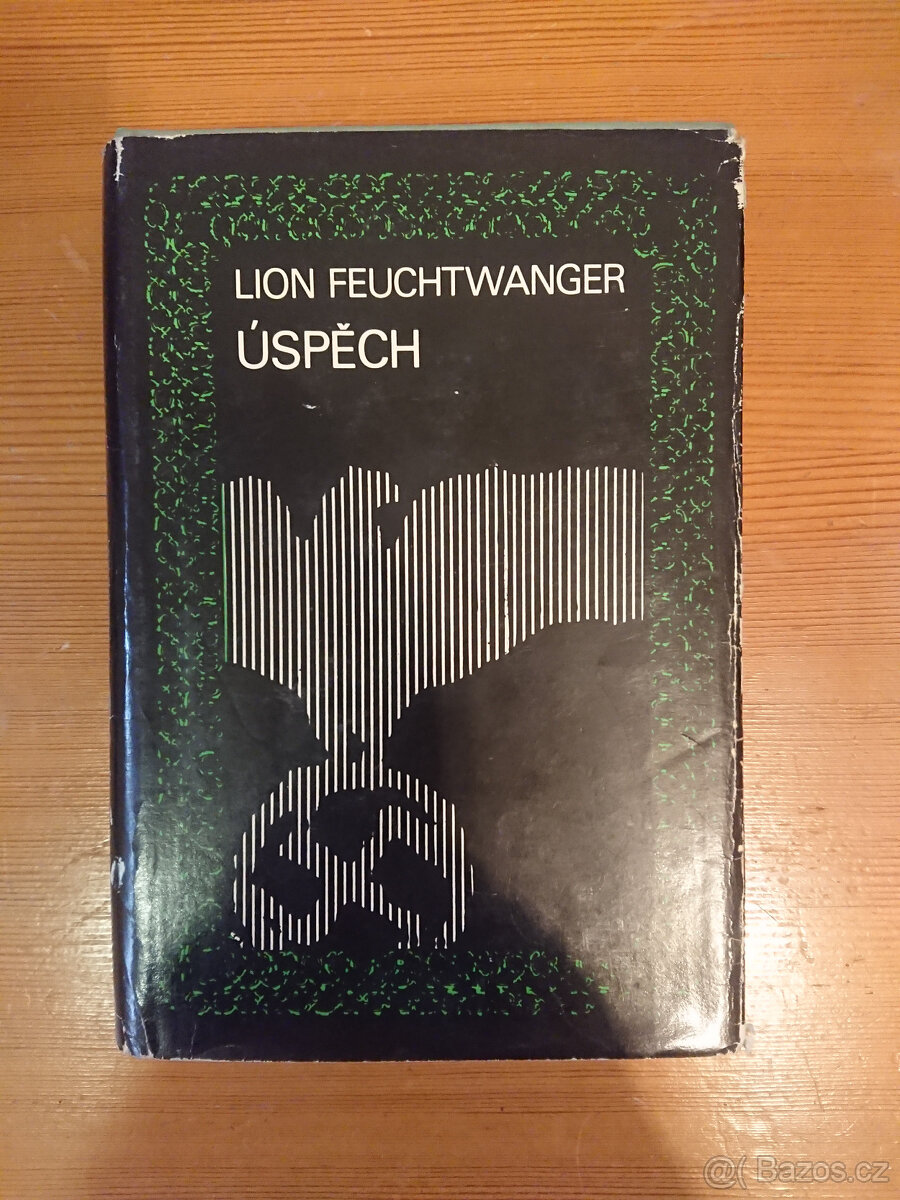 LION FEUCHTWANGER
ÚSPĚCH
@( Bazos.cz